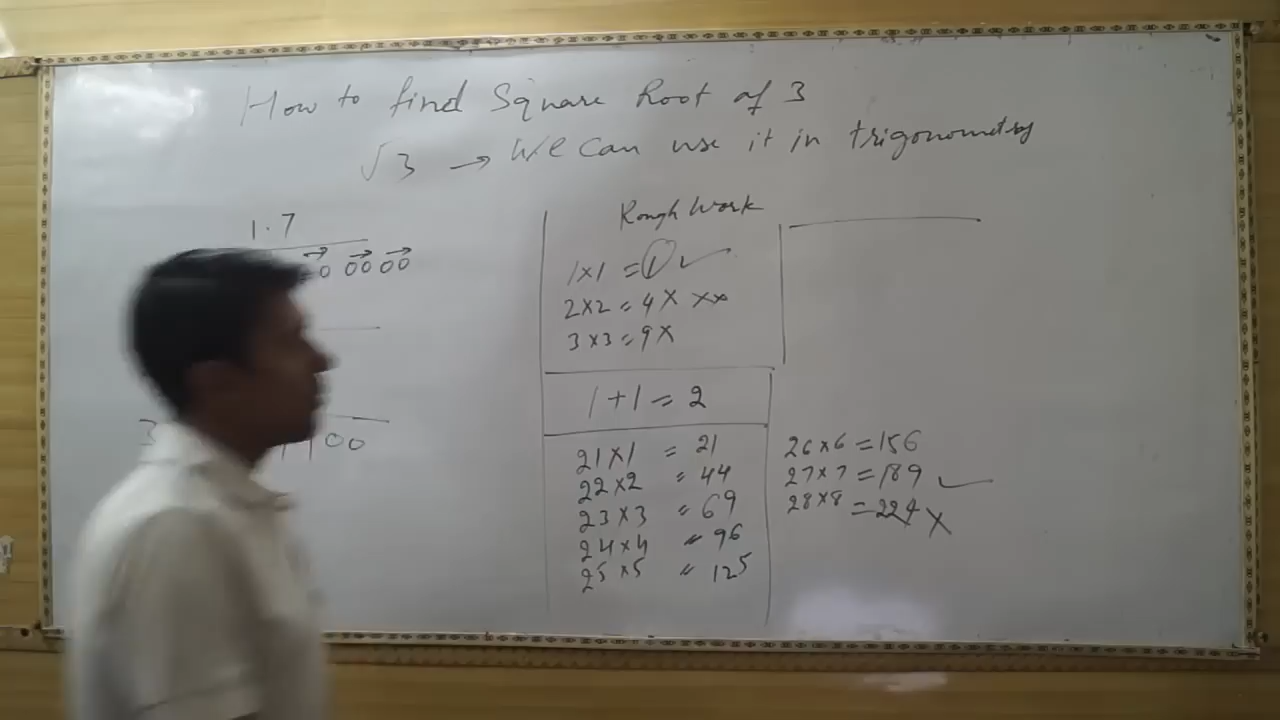 How to find Square Root of 3
√3 → We Can use it in trigonometry
1.7
00 00
3
00
Rough Work
1×1 = 1 ✓
2×2 = 4 × ××
3×3 = 9 ×
1+1 = 2
21×1 = 21
22×2 = 44
23×3 = 69
24×4 = 96
25×5 = 125
26×6 = 156
27×7 = 189 ✓
28×8 = 224 ×